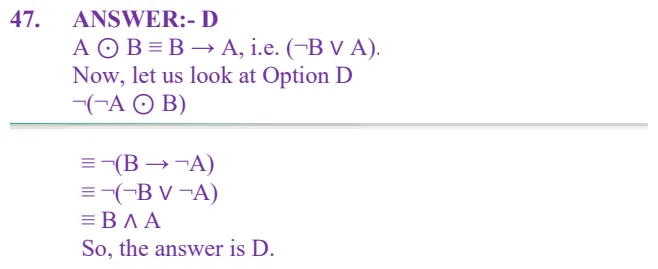 47. ANSWER:- D
A ⊙ B ≡ B → A, i.e. (¬B ∨ A).
Now, let us look at Option D
¬(¬A ⊙ B)
≡ ¬(B → ¬A)
≡ ¬(¬B ∨ ¬A)
≡ B ∧ A
So, the answer is D.